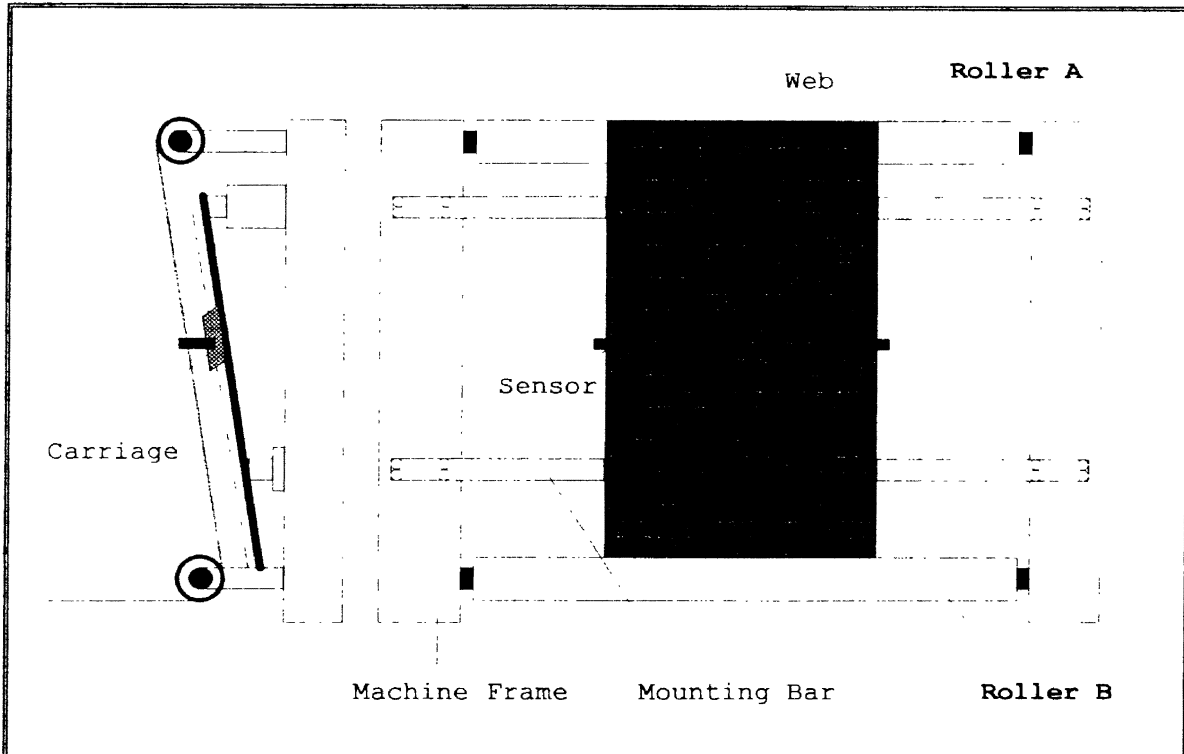 Web
Roller A
Sensor
Carriage
Machine Frame
Mounting Bar
Roller B